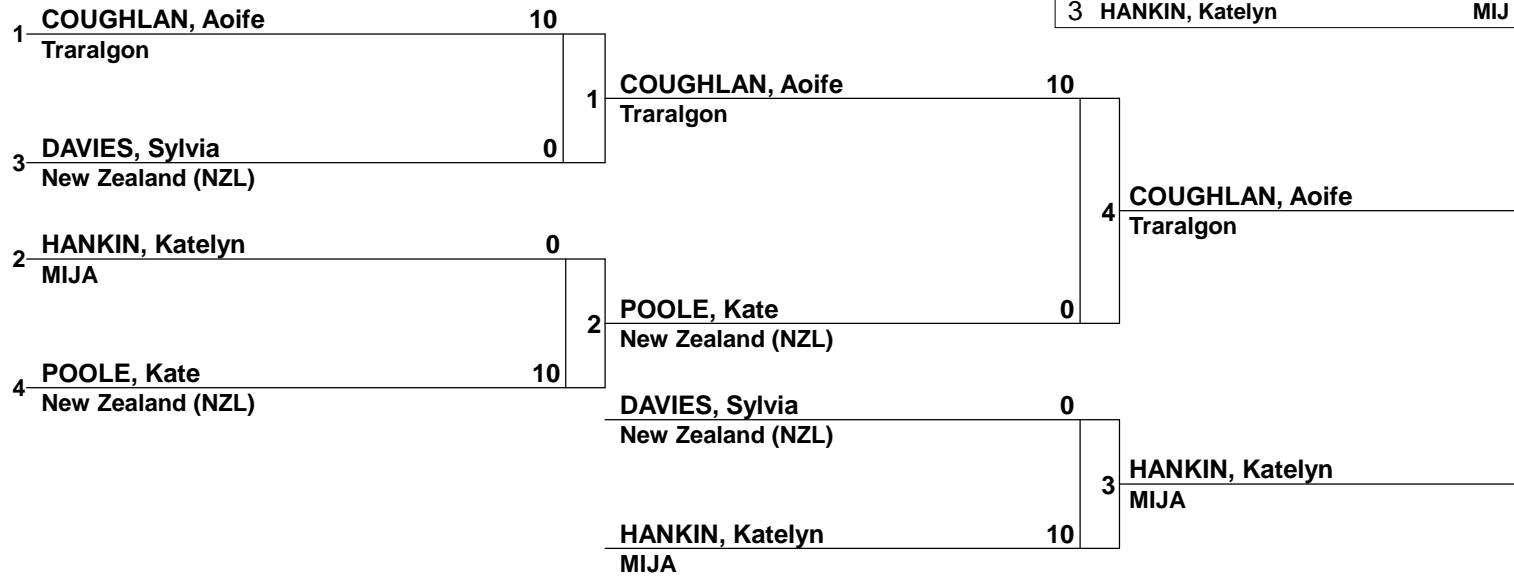 3 HANKIN, Katelyn MIJ
1 COUGHLAN, Aoife 10
Traralgon
1
3 DAVIES, Sylvia 0
New Zealand (NZL)
2 HANKIN, Katelyn 0
MIJA
2
4 POOLE, Kate 10
New Zealand (NZL)
COUGHLAN, Aoife 10
Traralgon
4
POOLE, Kate 0
New Zealand (NZL)
DAVIES, Sylvia 0
New Zealand (NZL)
3
HANKIN, Katelyn 10
MIJA
COUGHLAN, Aoife
Traralgon
HANKIN, Katelyn
MIJA